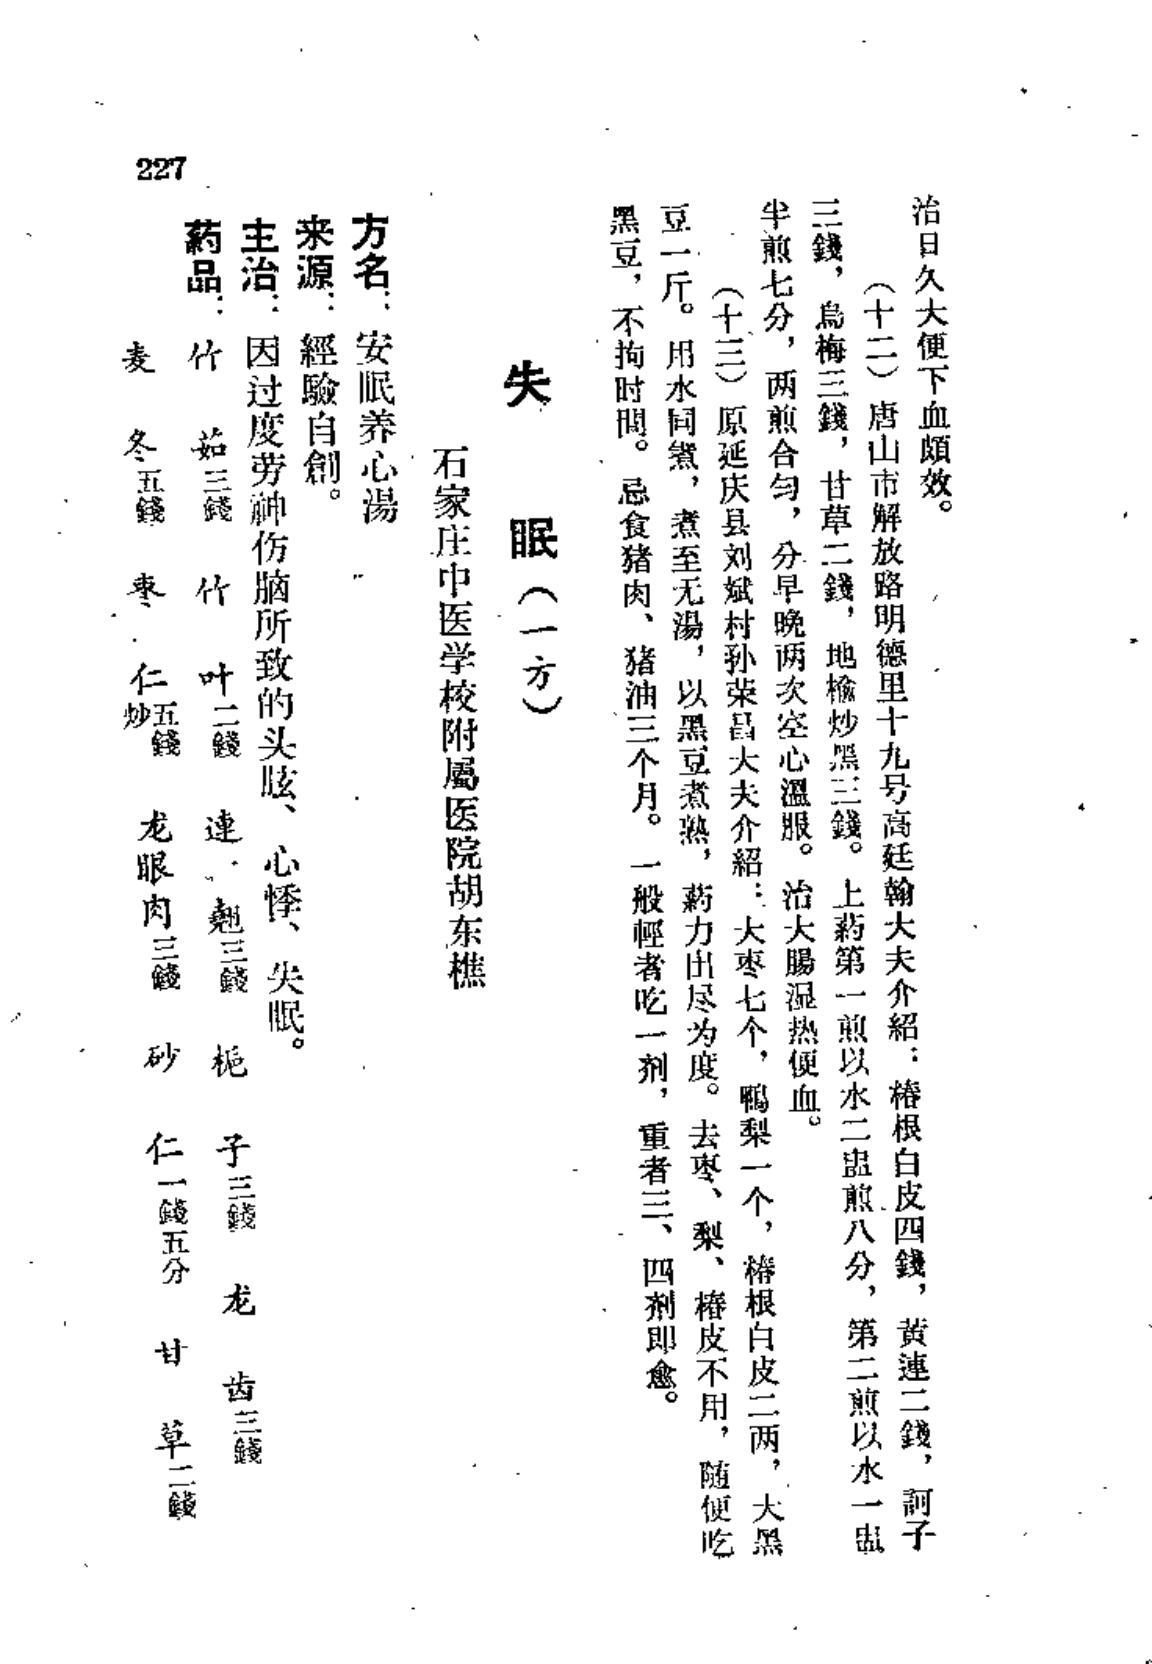 治日久大便下血頗效。
（十二）唐山市解放路明德里十九号高廷翰大夫介紹：椿根白皮四錢，黃連二錢，訶子
三錢，烏梅三錢，甘草二錢，地榆炒黑三錢。上葯第一煎以水二盅煎八分，第二煎以水一盅
半煎七分，两煎合匀，分早晚两次空心溫服。治大腸湿热便血。
（十三）原延庆县刘斌村孙荣昌大夫介紹：大枣七个，鴨梨一个，椿根白皮二两，大黑
豆一斤。用水同煮，煮至无湯，以黑豆煮熟，葯力出尽为度。去枣、梨、椿皮不用，随便吃
黑豆，不拘时間。忌食猪肉、猪油三个月。一般輕者吃一剂，重者三、四剂即愈。
失眠（一方）
石家庄中医学校附屬医院胡东樵
方名：安眠养心湯
来源：經驗自創。
主治：因过度劳神伤脑所致的头眩、心悸、失眠。
葯品：竹茹三錢 竹叶二錢 連翹三錢 梔子三錢 龙齿三錢
麦冬五錢 枣仁炒五錢 龙眼肉三錢 砂仁一錢五分 甘草二錢
227